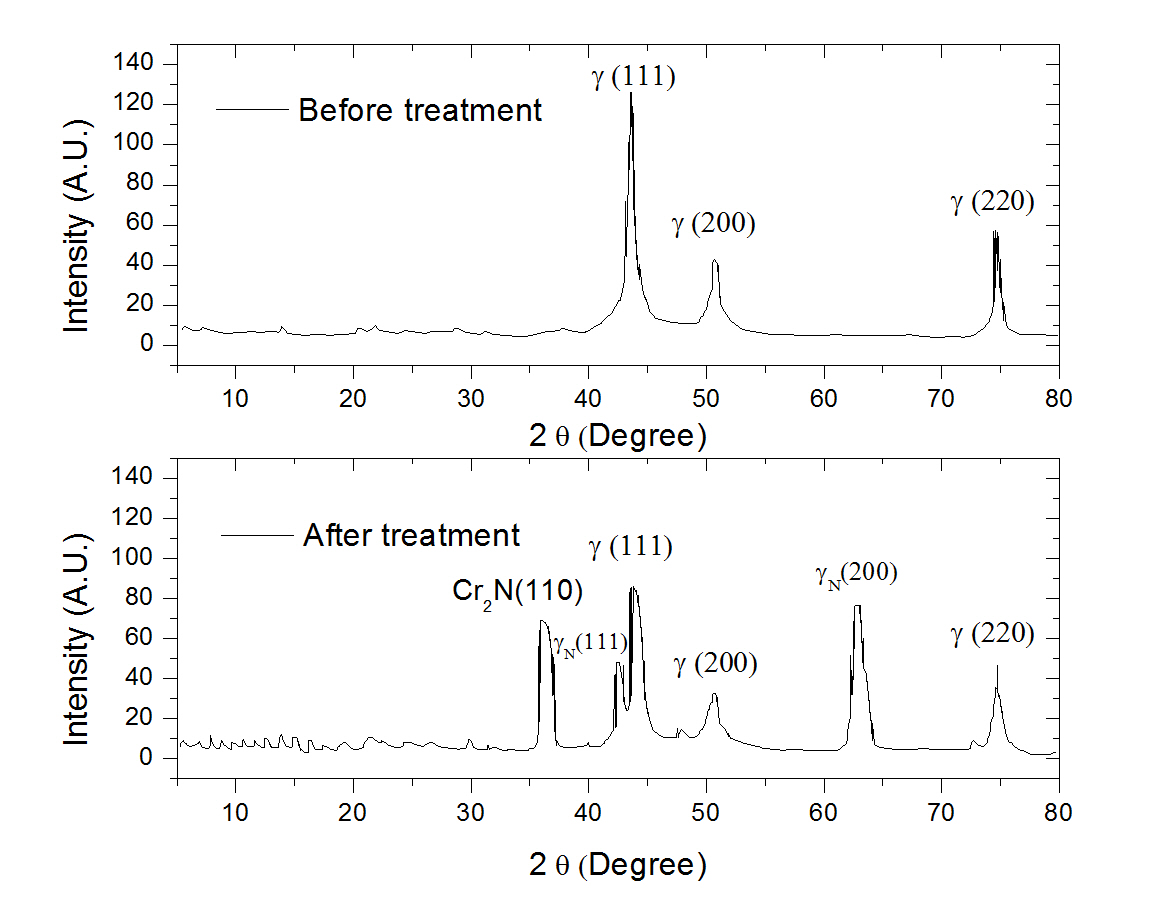 140
120
100
80
60
40
20
0
Intensity (A.U.)
Before treatment
γ (111)
γ (200)
γ (220)
10 20 30 40 50 60 70 80
2 θ (Degree)
140
120
100
80
60
40
20
0
Intensity (A.U.)
After treatment
γ (111)
Cr₂N(110)
γN(111)
γ (200)
γN(200)
γ (220)
10 20 30 40 50 60 70 80
2 θ (Degree)